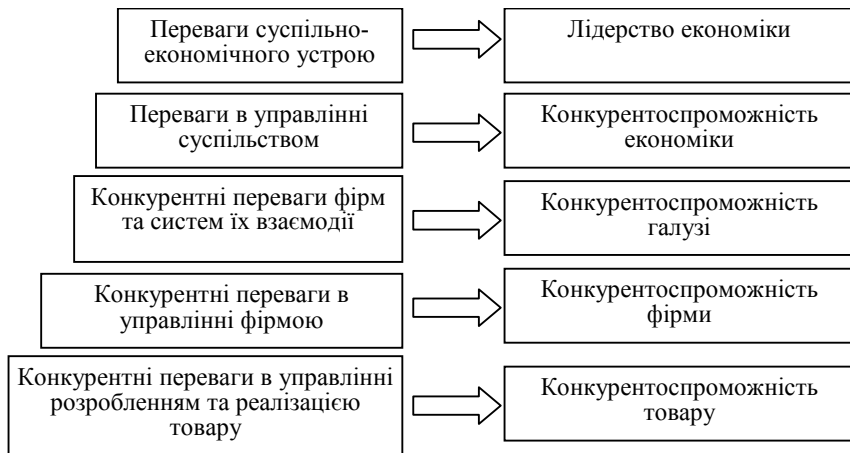 Переваги суспільно-
економічного устрою
Лідерство економіки
Переваги в управлінні
суспільством
Конкурентоспроможність
економіки
Конкурентні переваги фірм
та систем їх взаємодії
Конкурентоспроможність
галузі
Конкурентні переваги в
управлінні фірмою
Конкурентоспроможність
фірми
Конкурентні переваги в управлінні
розробленням та реалізацією
товару
Конкурентоспроможність
товару